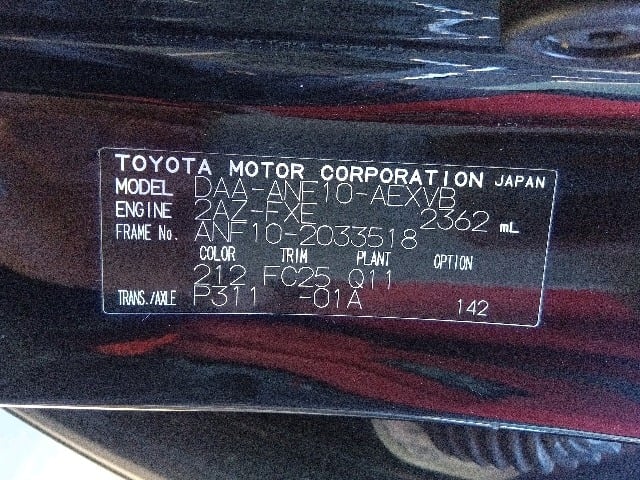 TOYOTA MOTOR CORPORATION JAPAN
MODEL DAA-ANF10-AEXVB
ENGINE 2AZ-FXE 2362 mL
FRAME No. ANF10-2033518
COLOR TRIM PLANT OPTION
212 FC25 Q11
TRANS./AXLE P311 -01A 142